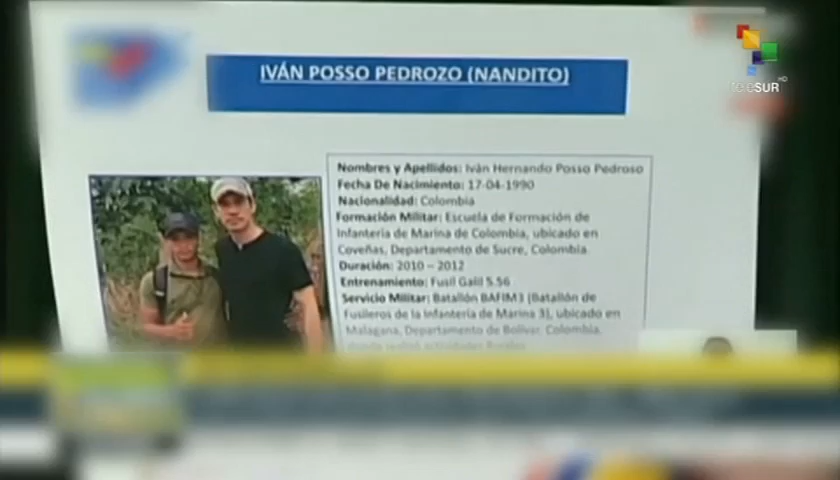 IVÁN POSSO PEDROZO (NANDITO)
teleSUR HD
Nombres y Apellidos: Iván Hernando Posso Pedroso
Fecha De Nacimiento: 17-04-1990
Nacionalidad: Colombia
Formación Militar: Escuela de Formación de
Infantería de Marina de Colombia, ubicado en
Coveñas, Departamento de Sucre, Colombia
Duración: 2010 – 2012
Entrenamiento: Fusil Galil 5.56
Servicio Militar: Batallón BAFIM3 (Batallón de
Fusileros de la Infantería de Marina 3), ubicado en
Malagana, Departamento de Bolívar, Colombia,